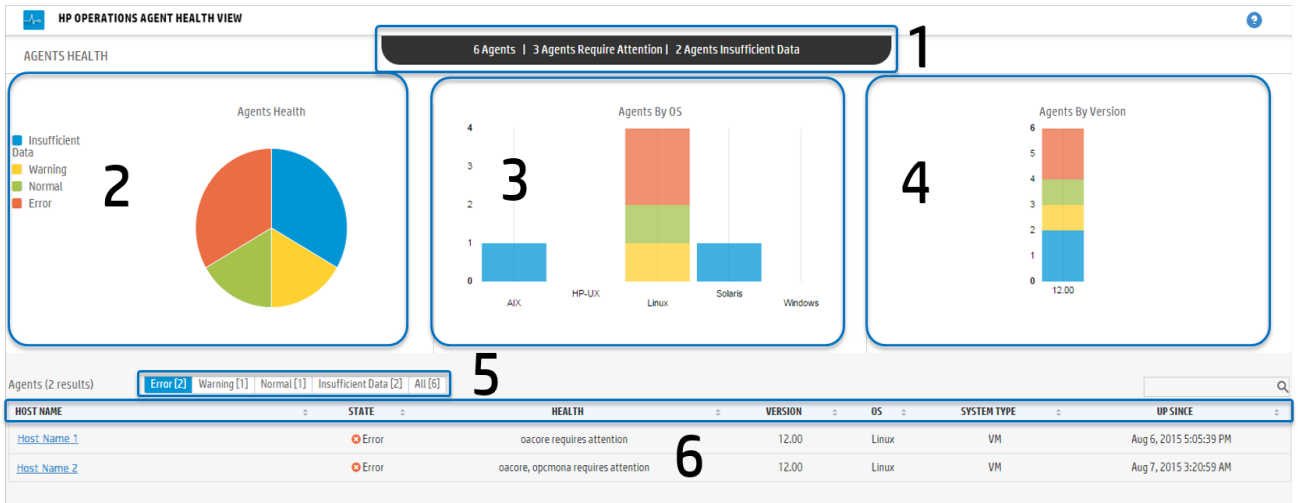 HP OPERATIONS AGENT HEALTH VIEW
?
AGENTS HEALTH
6 Agents | 3 Agents Require Attention | 2 Agents Insufficient Data
1
Agents Health
Insufficient
Data
Warning
Normal
Error
2
Agents By OS
4
3
2
1
0
AIX
HP-UX
Linux
Solaris
Windows
3
Agents By Version
6
5
4
3
2
1
0
12.00
4
Agents (2 results)
Error [2] Warning [1] Normal [1] Insufficient Data [2] All [6]
5
HOST NAME STATE HEALTH VERSION OS SYSTEM TYPE UP SINCE
Host Name 1 Error oacore requires attention 12.00 Linux VM Aug 6, 2015 5:05:39 PM
Host Name 2 Error oacore, opcmona requires attention 12.00 Linux VM Aug 7, 2015 3:20:59 AM
6